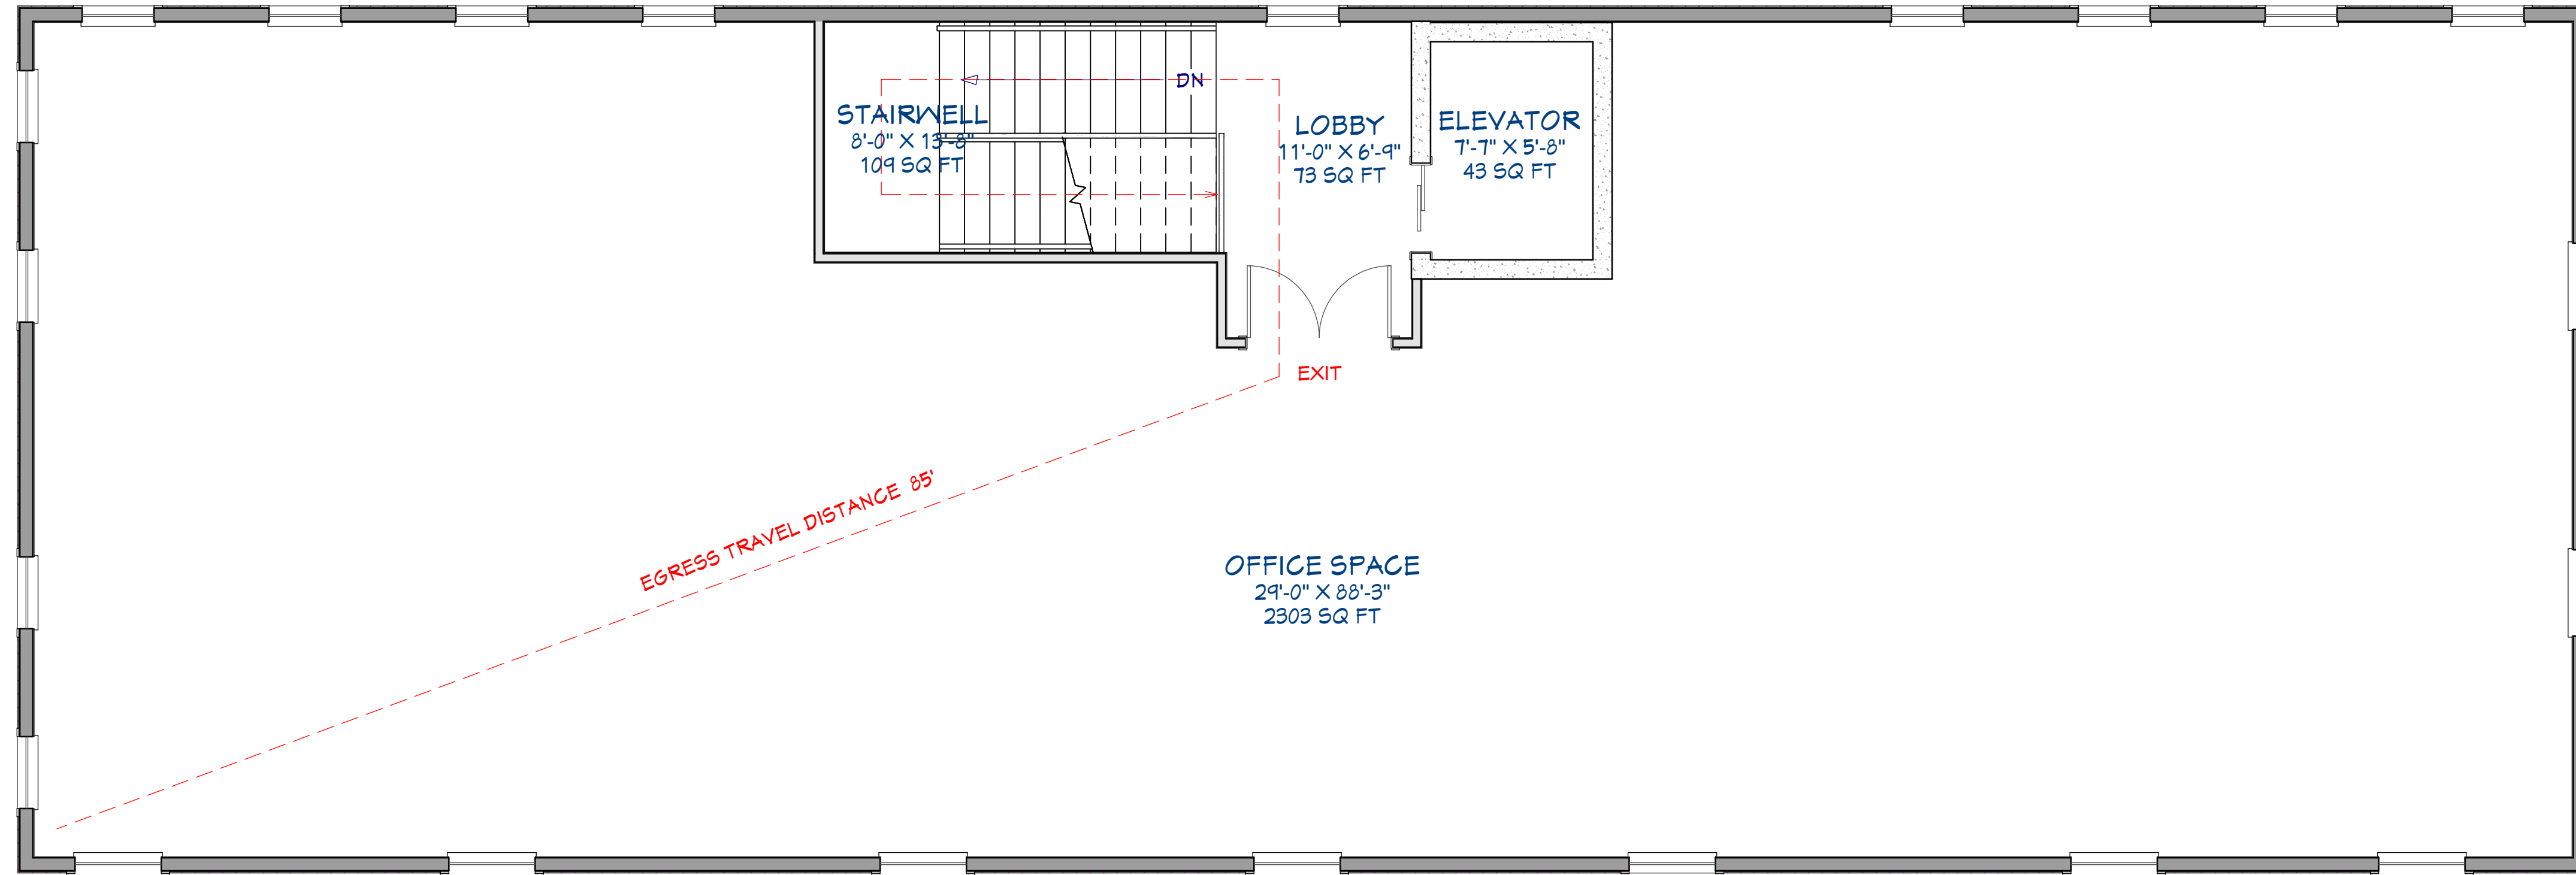 DN
STAIRWELL
8'-0" X 13'-8"
109 SQ FT
LOBBY
11'-0" X 6'-9"
73 SQ FT
ELEVATOR
7'-7" X 5'-8"
43 SQ FT
EXIT
EGRESS TRAVEL DISTANCE 85'
OFFICE SPACE
29'-0" X 88'-3"
2303 SQ FT